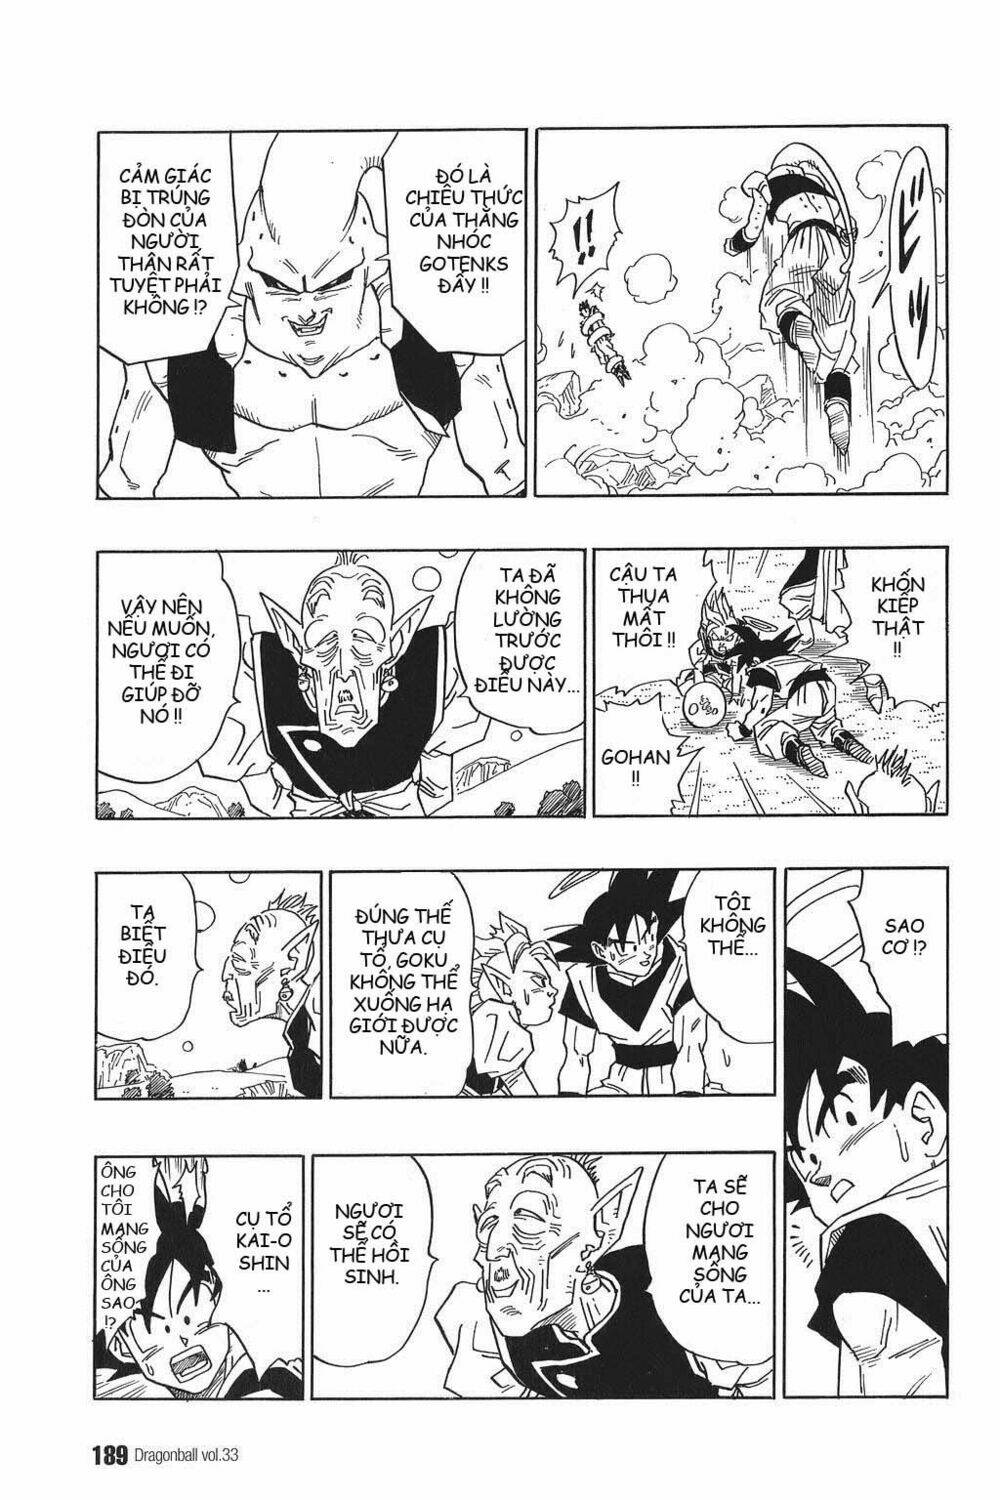 ビ
ン
!!
ĐÓ LÀ
CHIÊU THỨC
CỦA THẰNG
NHÓC
GOTENKS
ĐẤY !!
CẢM GIÁC
BỊ TRÚNG
ĐÒN CỦA
NGƯỜI
THÂN RẤT
TUYỆT PHẢI
KHÔNG !?
KHỐN
KIẾP
THẬT
!!
CẬU TA
THUA
MẤT
THÔI !!
GOHAN
!!
TA ĐÃ
KHÔNG
LƯỜNG
TRƯỚC
ĐƯỢC
ĐIỀU NÀY...
VẬY NÊN
NẾU MUỐN,
NGƯƠI CÓ
THỂ ĐI
GIÚP ĐỠ
NÓ !!
SAO
CƠ !?
TÔI
KHÔNG
THỂ...
ĐÚNG THẾ
THƯA CỤ
TỔ, GOKU
KHÔNG THỂ
XUỐNG HẠ
GIỚI ĐƯỢC
NỮA.
TA
BIẾT
ĐIỀU
ĐÓ.
TA SẼ
CHO
NGƯƠI
MẠNG
SỐNG
CỦA TA...
NGƯƠI
SẼ CÓ
THỂ HỒI
SINH.
CỤ TỔ
KAI-O
SHIN
...
ÔNG
CHO
TÔI
MẠNG
SỐNG
CỦA
ÔNG
SAO
!?
189 Dragonball vol.33